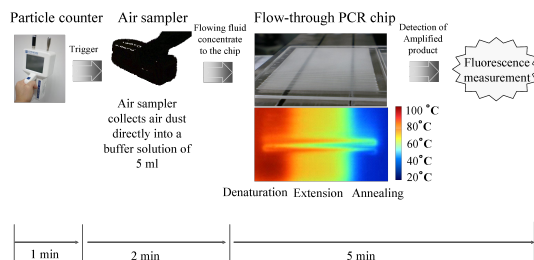 Particle counter
Air sampler
Flow-through PCR chip
Trigger
Flowing fluid
concentrate
to the chip
Detection of
Amplified
product
Fluorescence
measurement
Air sampler
collects air dust
directly into a
buffer solution of
5 ml
100 °C
80°C
60°C
40°C
20°C
Denaturation Extension Annealing
1 min
2 min
5 min